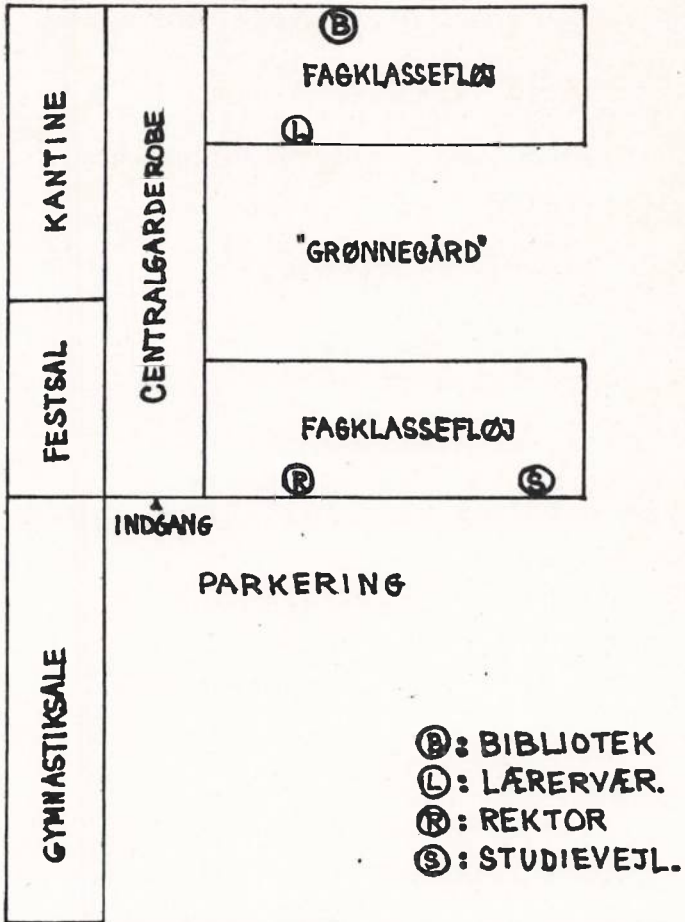 KANTINE
CENTRALGARDEROBE
FESTSAL
GYMNASTIKSALE
B
FAGKLASSEFLØJ
L
"GRØNNEGÅRD"
FAGKLASSEFLØJ
R
S
INDGANG
PARKERING
B: BIBLIOTEK
L: LÆRERVÆR.
R: REKTOR
S: STUDIEVEJL.